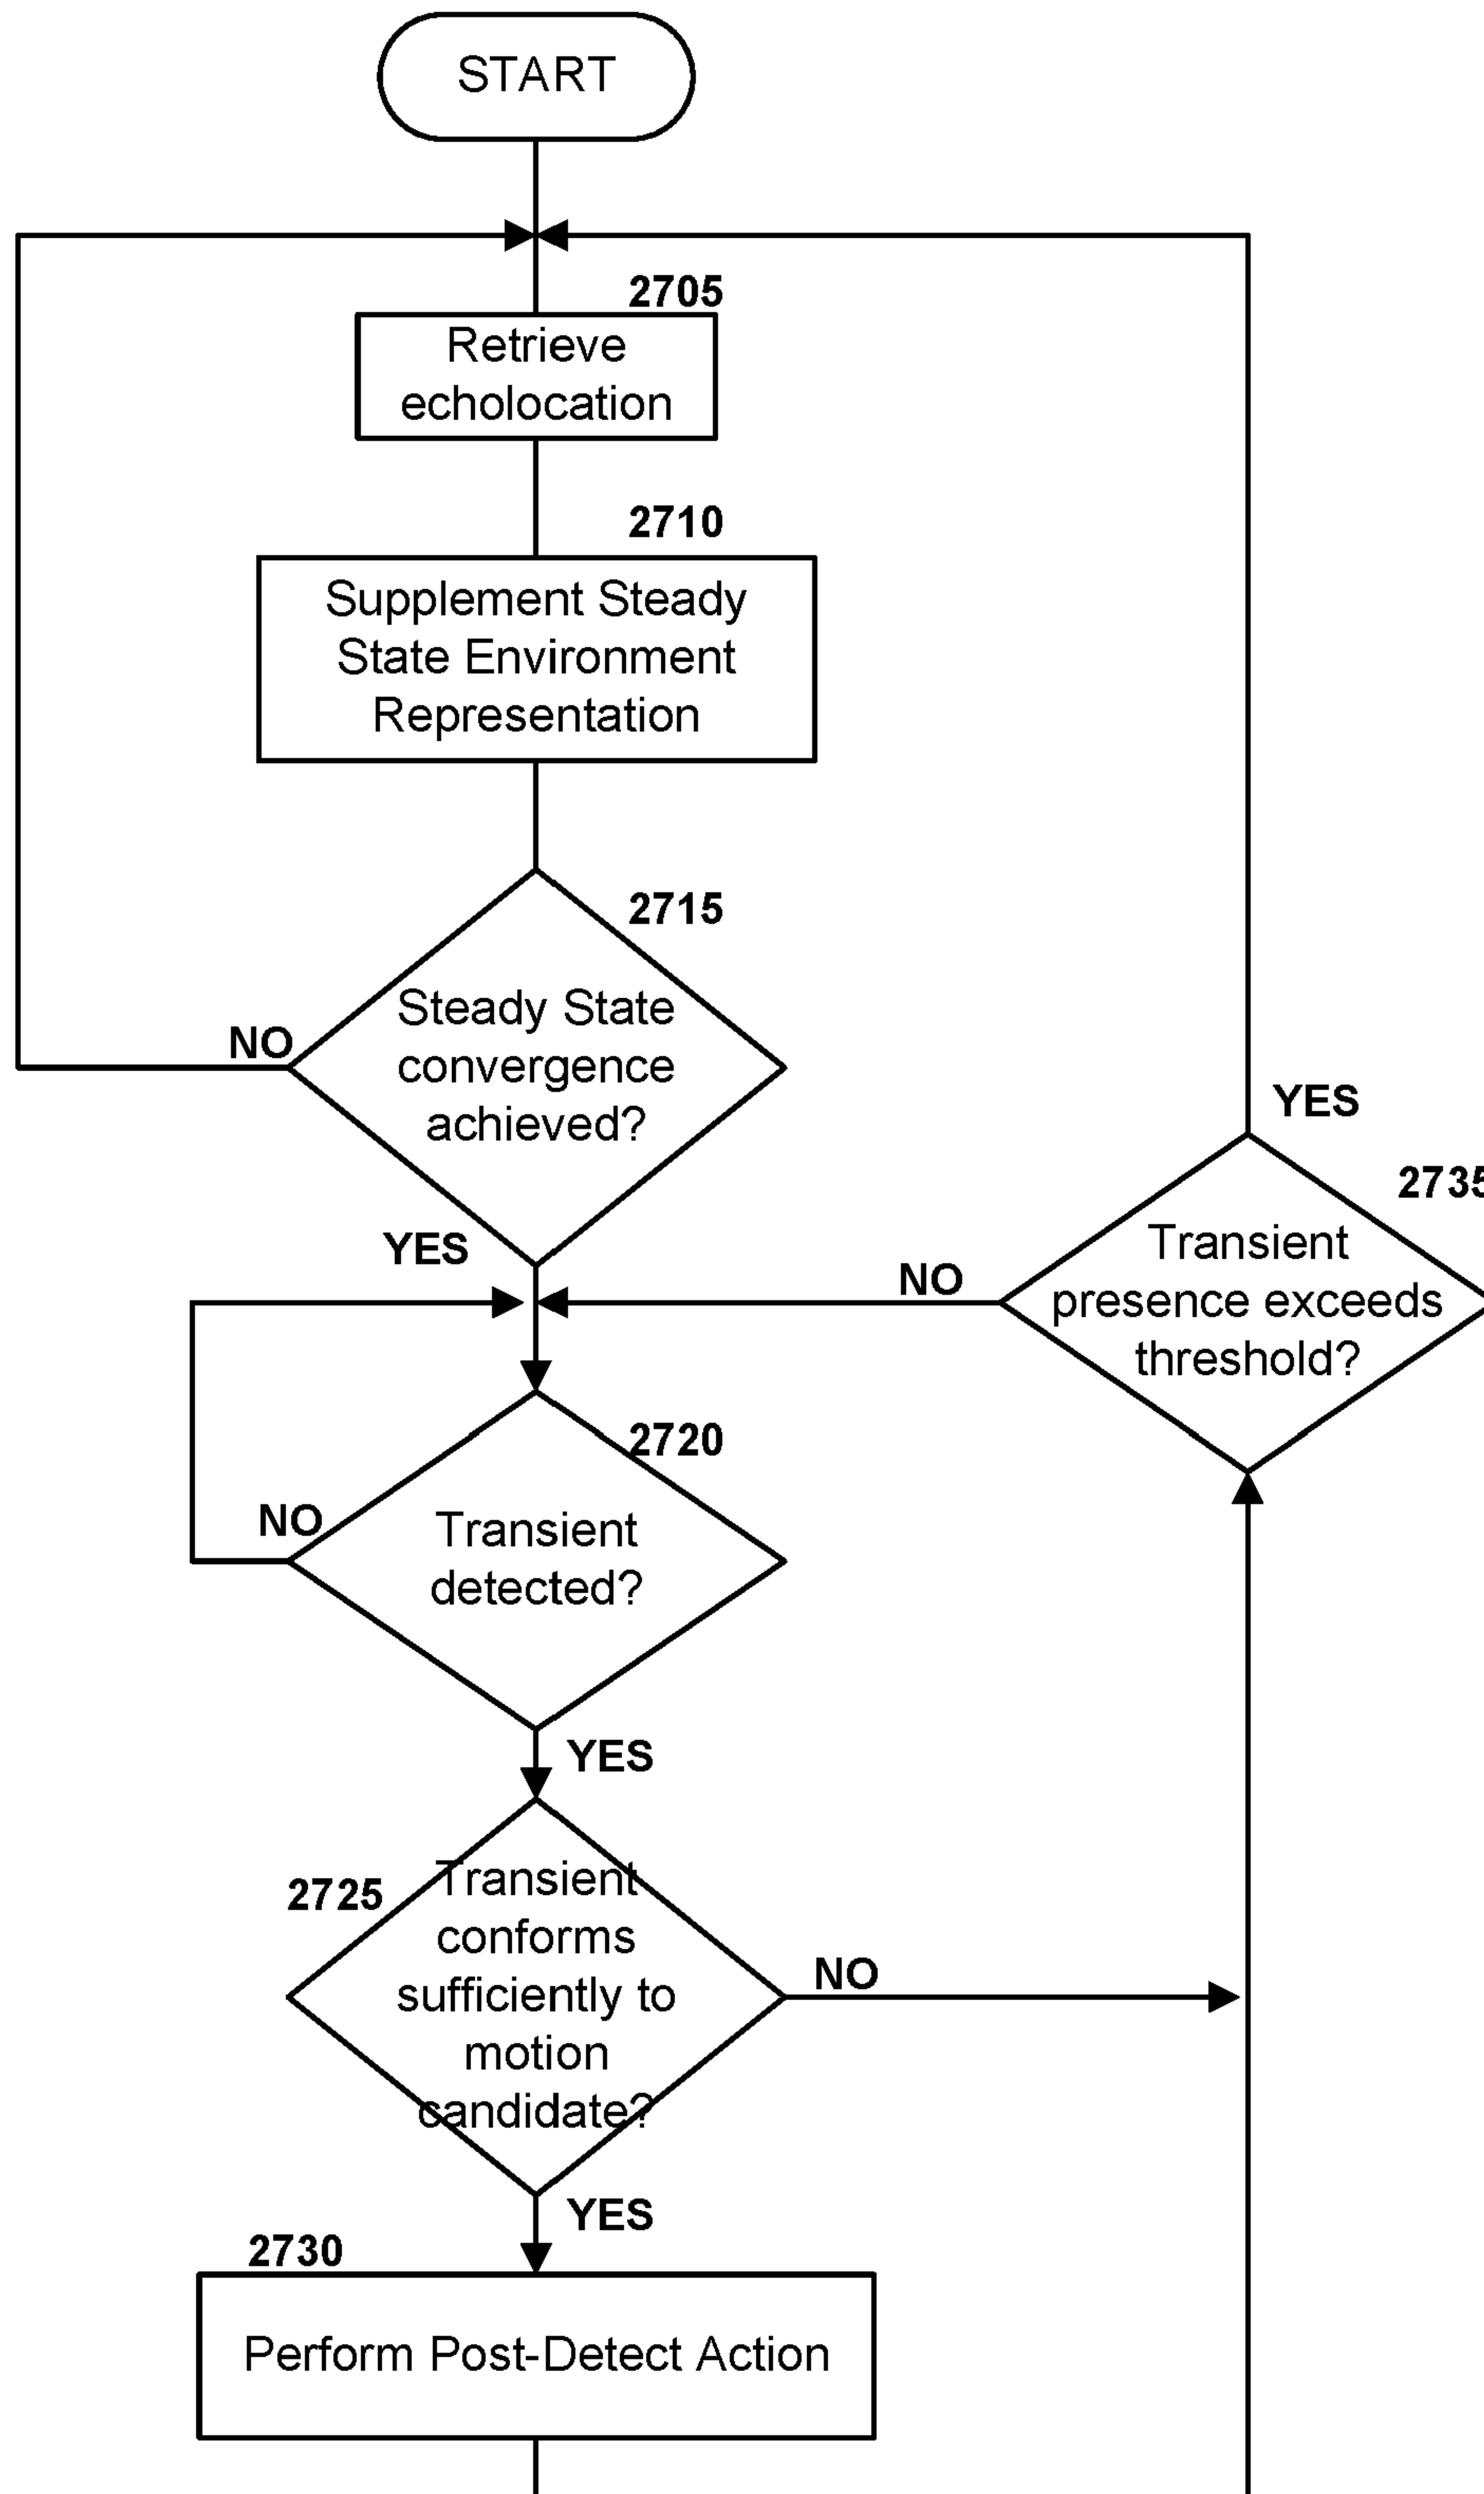 START
2705
Retrieve
echolocation
2710
Supplement Steady
State Environment
Representation
2715
Steady State
convergence
achieved?
NO
YES
YES
2735
Transient
presence exceeds
threshold?
NO
2720
Transient
detected?
NO
YES
2725
Transient
conforms
sufficiently to
motion
candidate?
NO
YES
2730
Perform Post-Detect Action